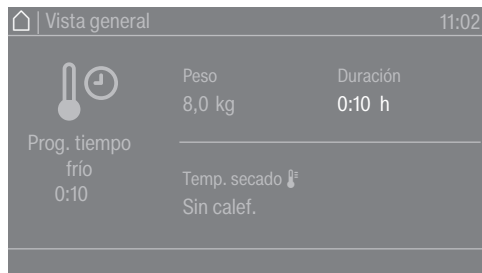 | Vista general 11:02
Peso Duración
8,0 kg 0:10 h
Prog. tiempo
frío
0:10
Temp. secado
Sin calef.